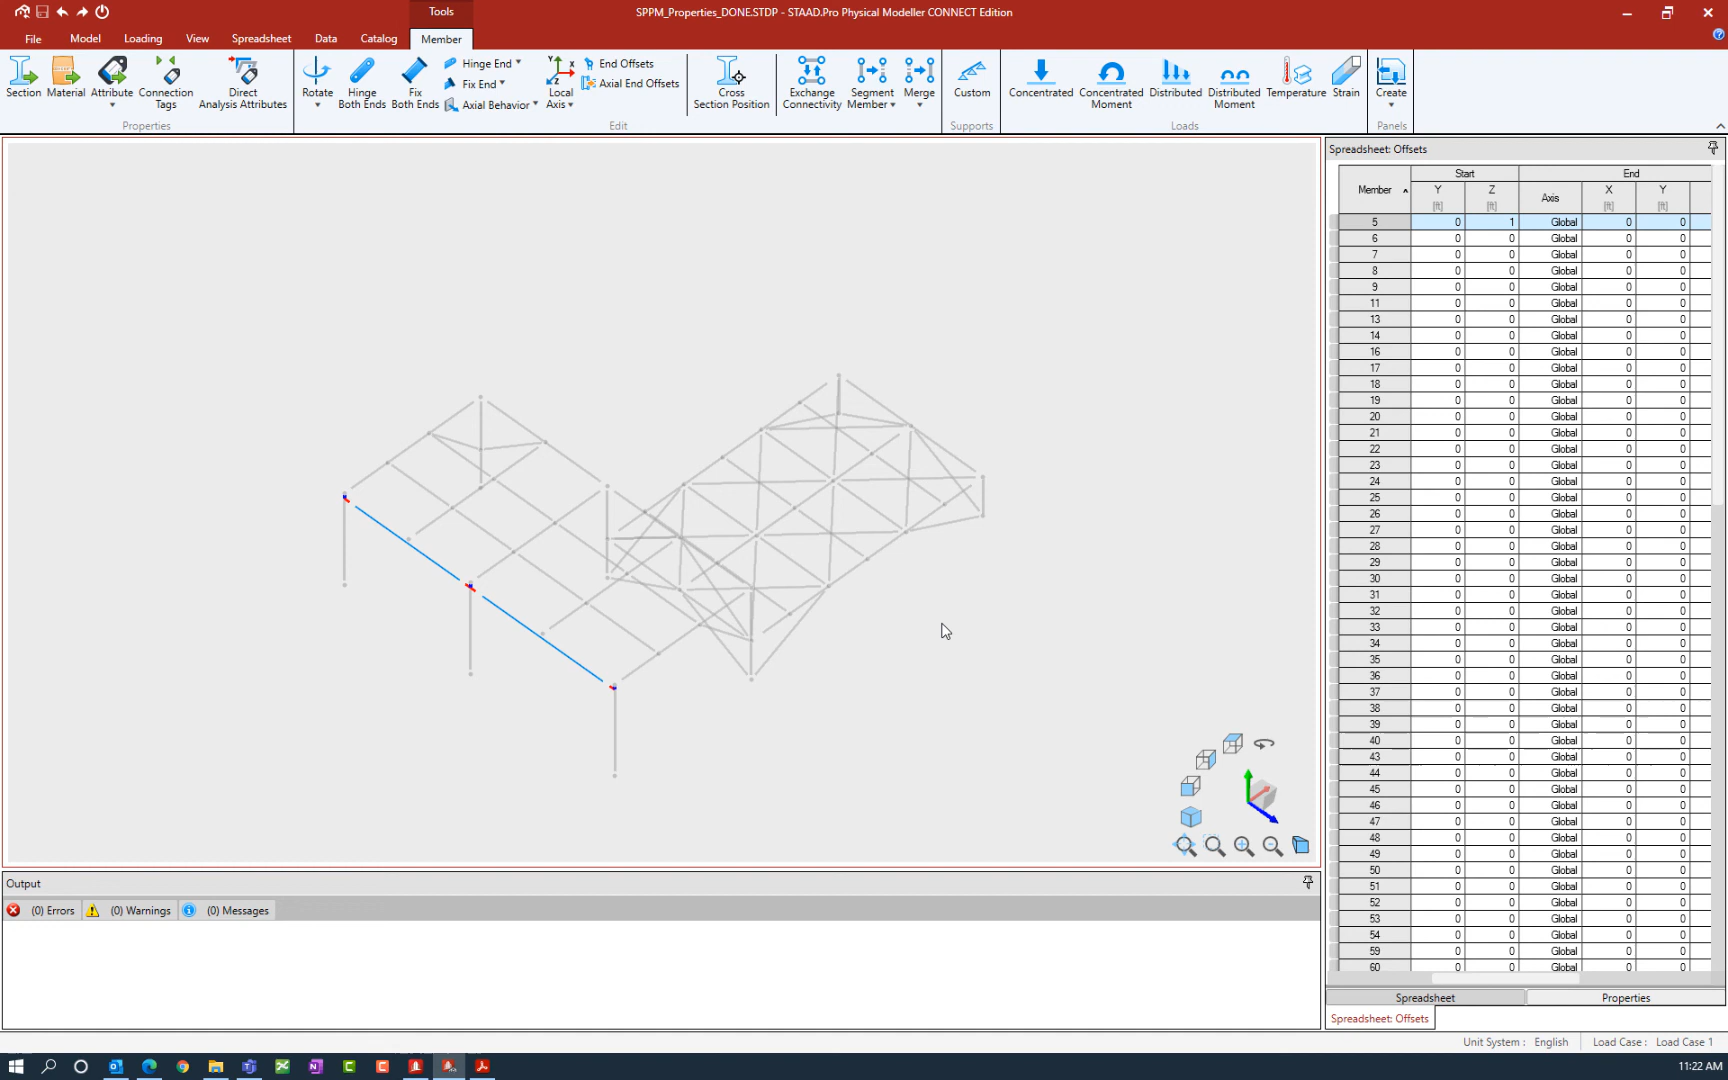 Tools
SPPM_Properties_DONE.STDP - STAAD.Pro Physical Modeller CONNECT Edition
File Model Loading View Spreadsheet Data Catalog Member
Section
Material
Attribute
Connection
Tags
Direct
Analysis Attributes
Properties
Rotate
Hinge
Both Ends
Fix
Both Ends
Hinge End
Fix End
Axial Behavior
Local
Axis
End Offsets
Axial End Offsets
Cross
Section Position
Exchange
Connectivity
Segment
Member
Merge
Edit
Custom
Supports
Concentrated
Concentrated
Moment
Distributed
Distributed
Moment
Temperature
Strain
Loads
Create
Panels
Spreadsheet: Offsets
Start End
Member Y Z Axis X Y
[ft] [ft] [ft] [ft]
5 0 1 Global 0 0
6 0 0 Global 0 0
7 0 0 Global 0 0
8 0 0 Global 0 0
9 0 0 Global 0 0
11 0 0 Global 0 0
13 0 0 Global 0 0
14 0 0 Global 0 0
16 0 0 Global 0 0
17 0 0 Global 0 0
18 0 0 Global 0 0
19 0 0 Global 0 0
20 0 0 Global 0 0
21 0 0 Global 0 0
22 0 0 Global 0 0
23 0 0 Global 0 0
24 0 0 Global 0 0
25 0 0 Global 0 0
26 0 0 Global 0 0
27 0 0 Global 0 0
28 0 0 Global 0 0
29 0 0 Global 0 0
30 0 0 Global 0 0
31 0 0 Global 0 0
32 0 0 Global 0 0
33 0 0 Global 0 0
34 0 0 Global 0 0
35 0 0 Global 0 0
36 0 0 Global 0 0
37 0 0 Global 0 0
38 0 0 Global 0 0
39 0 0 Global 0 0
40 0 0 Global 0 0
43 0 0 Global 0 0
44 0 0 Global 0 0
45 0 0 Global 0 0
46 0 0 Global 0 0
47 0 0 Global 0 0
48 0 0 Global 0 0
49 0 0 Global 0 0
50 0 0 Global 0 0
51 0 0 Global 0 0
52 0 0 Global 0 0
53 0 0 Global 0 0
54 0 0 Global 0 0
59 0 0 Global 0 0
60 0 0 Global 0 0
Spreadsheet Properties
Spreadsheet: Offsets
Output
(0) Errors (0) Warnings (0) Messages
Unit System : English Load Case : Load Case 1
11:22 AM